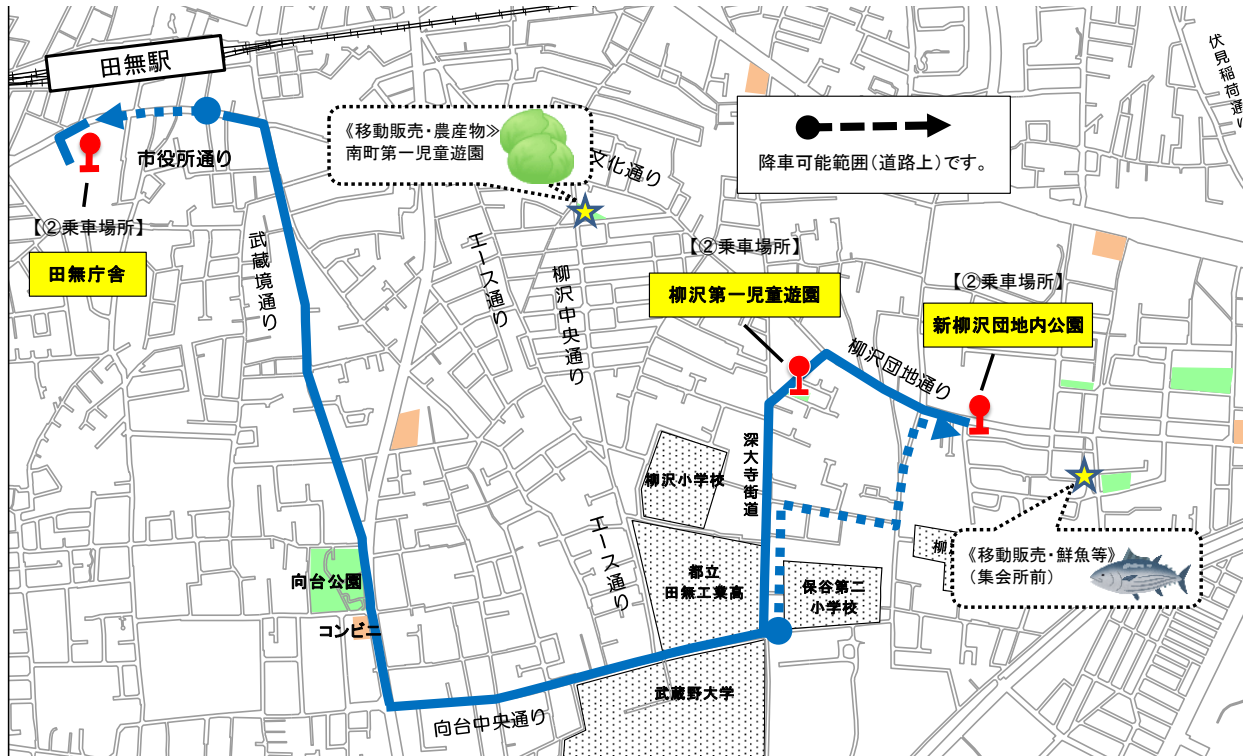 田無駅
伏見稲荷通り
《移動販売・農産物≫
南町第一児童遊園
文化通り
降車可能範囲(道路上)です。
市役所通り
【②乗車場所】
田無庁舎
武蔵境通り
エース通り
柳沢中央通り
【②乗車場所】
柳沢第一児童遊園
【②乗車場所】
新柳沢団地内公園
柳沢団地通り
深大寺街道
柳沢小学校
エース通り
柳
《移動販売・鮮魚等》
(集会所前)
向台公園
都立
田無工業高
保谷第二
小学校
コンビニ
武蔵野大学
向台中央通り